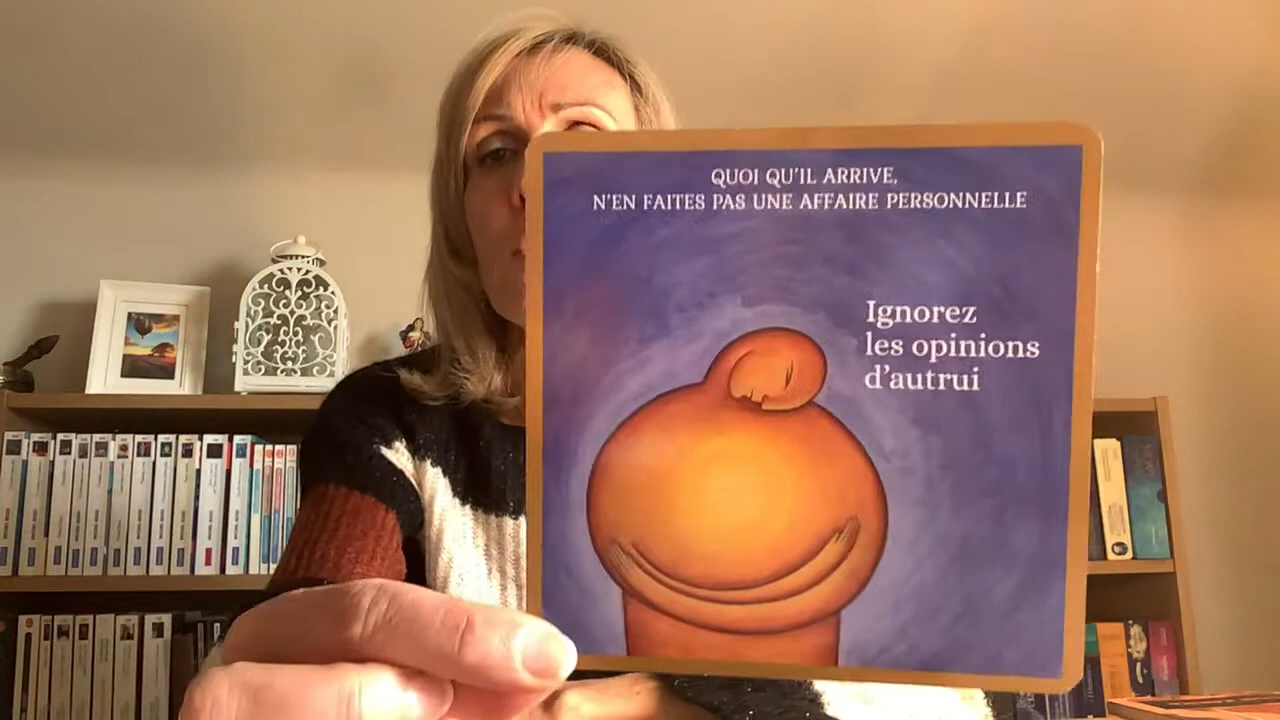 QUOI QU'IL ARRIVE,
N'EN FAITES PAS UNE AFFAIRE PERSONNELLE
Ignorez
les opinions
d'autrui